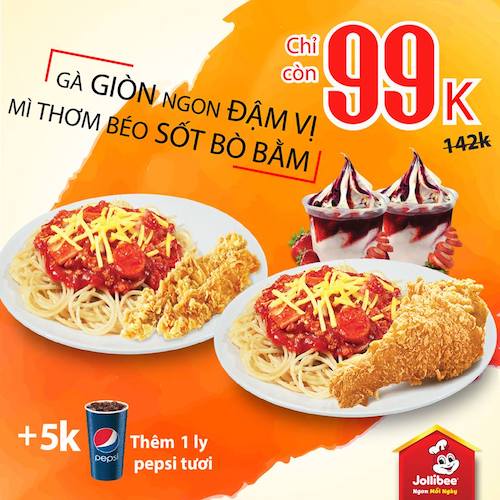 GÀ GIÒN NGON ĐẬM VỊ
MÌ THƠM BÉO SỐT BÒ BẰM
Chỉ
còn
99K
142k
+5k
pepsi
Thêm 1 ly
pepsi tươi
Jollibee
Ngon Mỗi Ngày